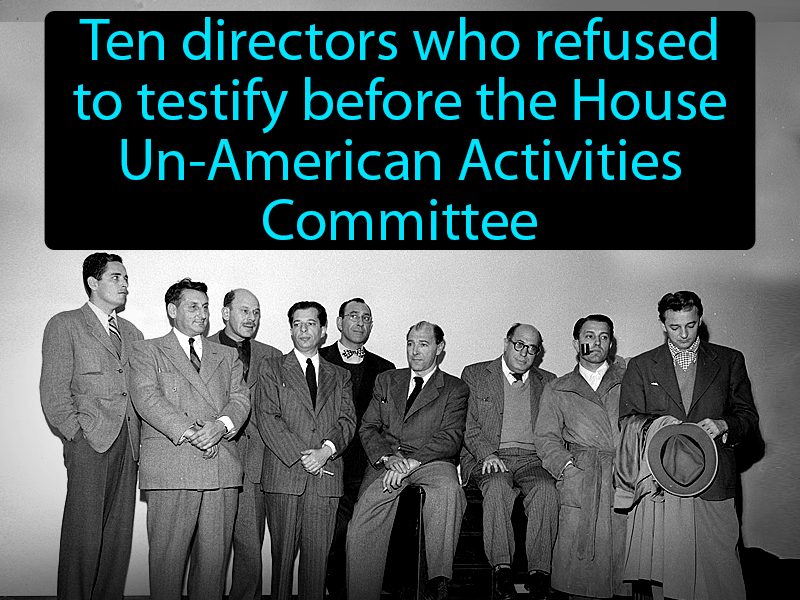 Ten directors who refused
to testify before the House
Un-American Activities
Committee